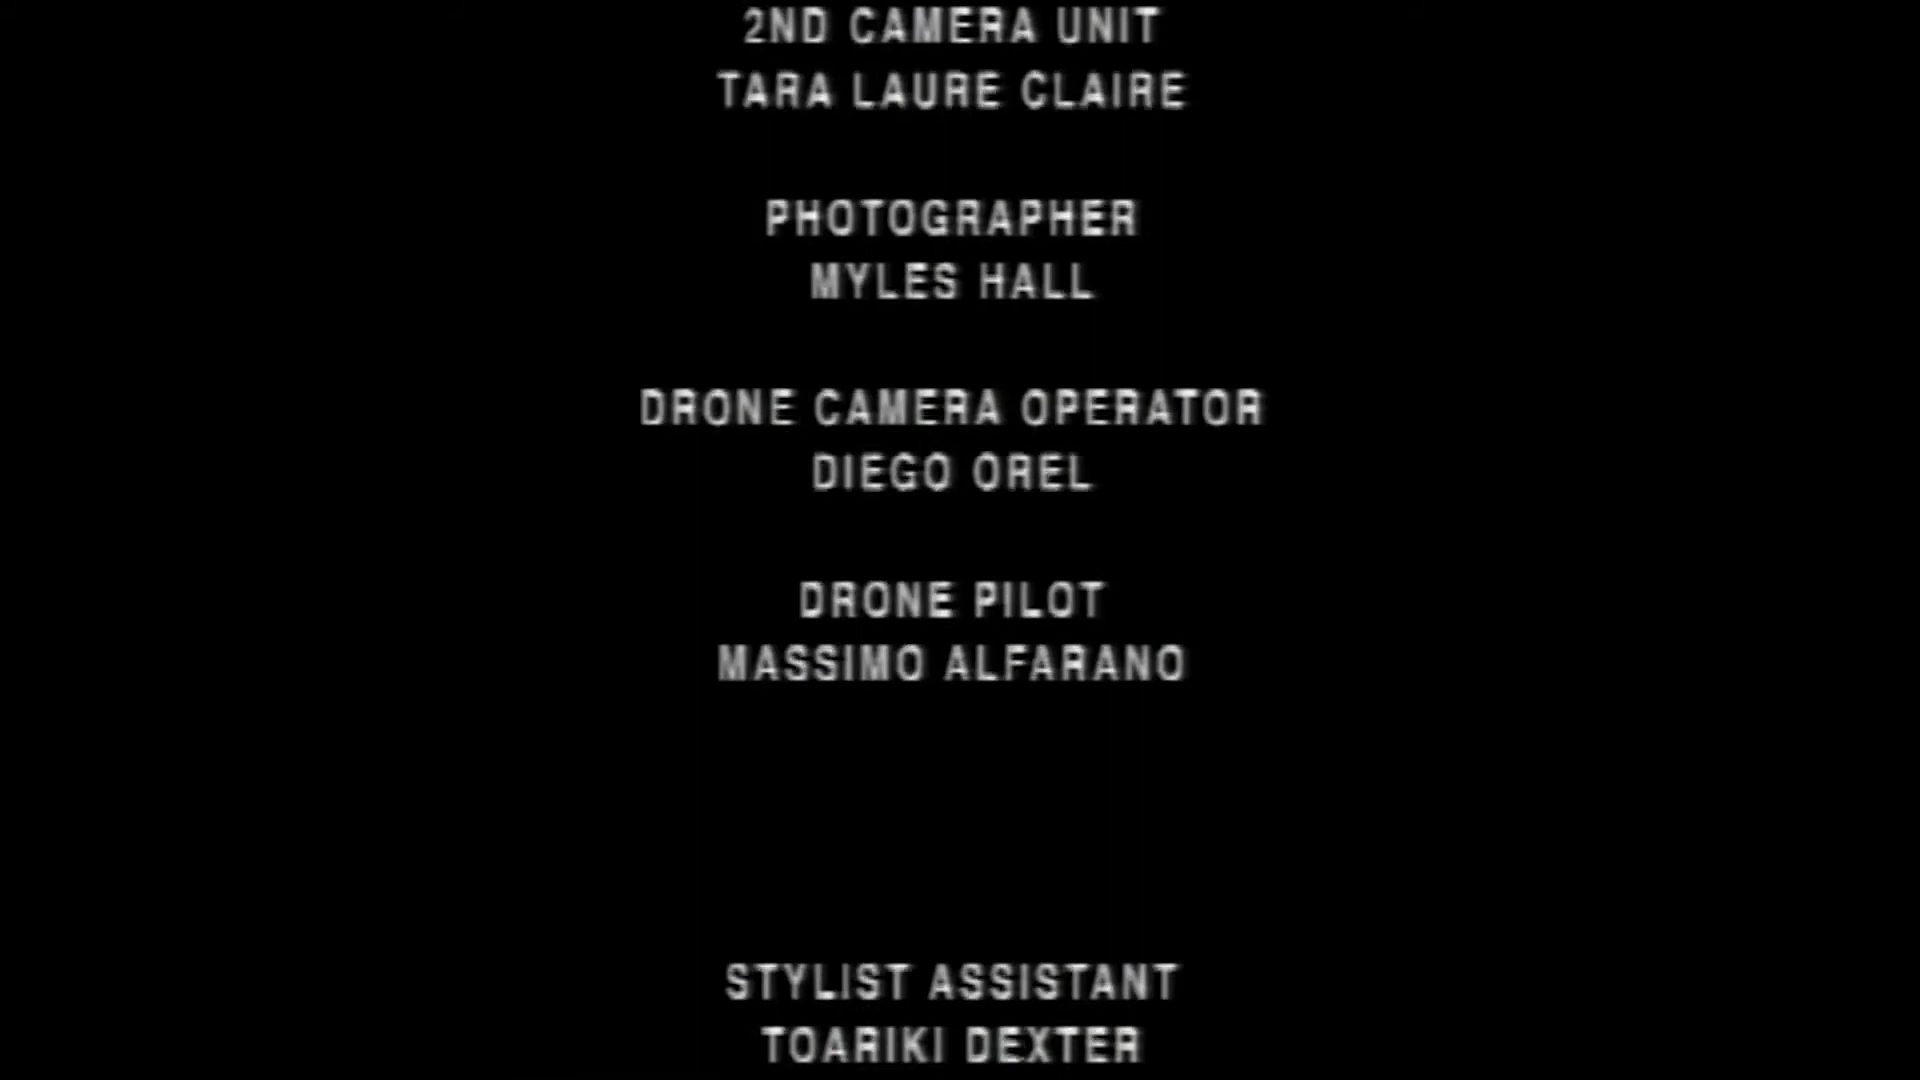 2ND CAMERA UNIT
TARA LAURE CLAIRE
PHOTOGRAPHER
MYLES HALL
DRONE CAMERA OPERATOR
DIEGO OREL
DRONE PILOT
MASSIMO ALFARANO
STYLIST ASSISTANT
TOARIKI DEXTER